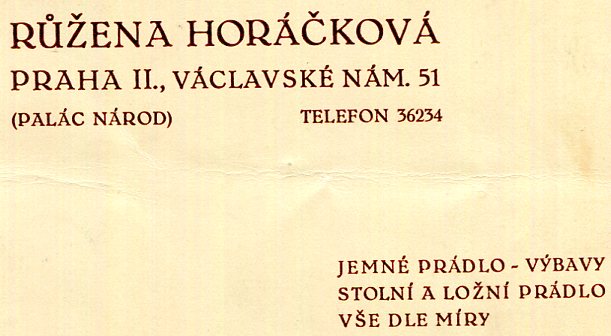 RŮŽENA HORÁČKOVÁ
PRAHA II., VÁCLAVSKÉ NÁM. 51
(PALÁC NÁROD) TELEFON 36234
JEMNÉ PRÁDLO - VÝBAVY
STOLNÍ A LOŽNÍ PRÁDLO
VŠE DLE MÍRY